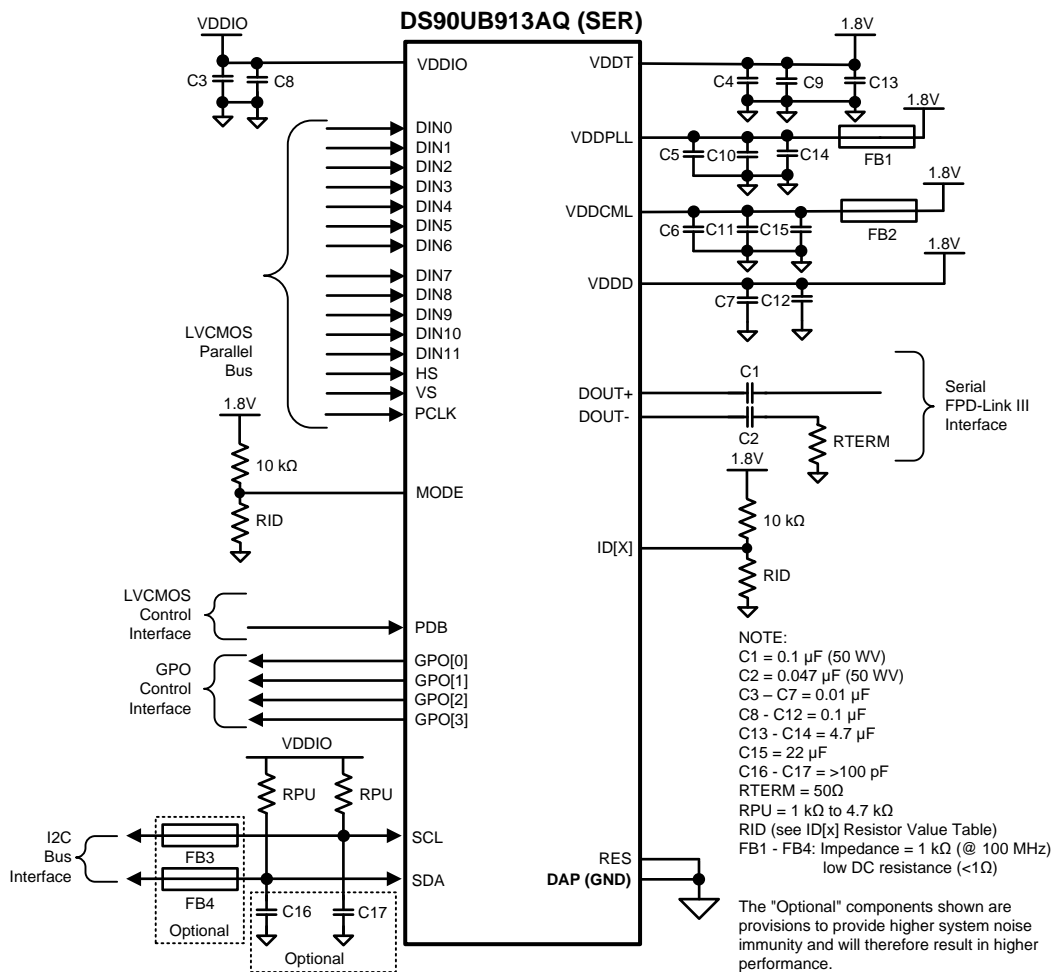 DS90UB913AQ (SER)
VDDIO
C3
C8
VDDIO
DIN0
DIN1
DIN2
DIN3
DIN4
DIN5
DIN6
DIN7
DIN8
DIN9
DIN10
DIN11
HS
VS
PCLK
LVCMOS
Parallel
Bus
1.8V
10 kΩ
MODE
RID
LVCMOS
Control
Interface
PDB
GPO[0]
GPO[1]
GPO[2]
GPO[3]
GPO
Control
Interface
VDDIO
RPU
RPU
I2C
Bus
Interface
FB3
SCL
FB4
SDA
Optional
C16
C17
Optional
1.8V
VDDT
C4
C9
C13
1.8V
VDDPLL
C5
C10
C14
FB1
1.8V
VDDCML
C6
C11
C15
FB2
1.8V
VDDD
C7
C12
C1
DOUT+
DOUT-
C2
RTERM
Serial
FPD-Link III
Interface
1.8V
10 kΩ
ID[X]
RID
RES
DAP (GND)
NOTE:
C1 = 0.1 µF (50 WV)
C2 = 0.047 µF (50 WV)
C3 – C7 = 0.01 µF
C8 - C12 = 0.1 µF
C13 - C14 = 4.7 µF
C15 = 22 µF
C16 - C17 = >100 pF
RTERM = 50Ω
RPU = 1 kΩ to 4.7 kΩ
RID (see ID[x] Resistor Value Table)
FB1 - FB4: Impedance = 1 kΩ (@ 100 MHz)
low DC resistance (<1Ω)
The "Optional" components shown are
provisions to provide higher system noise
immunity and will therefore result in higher
performance.